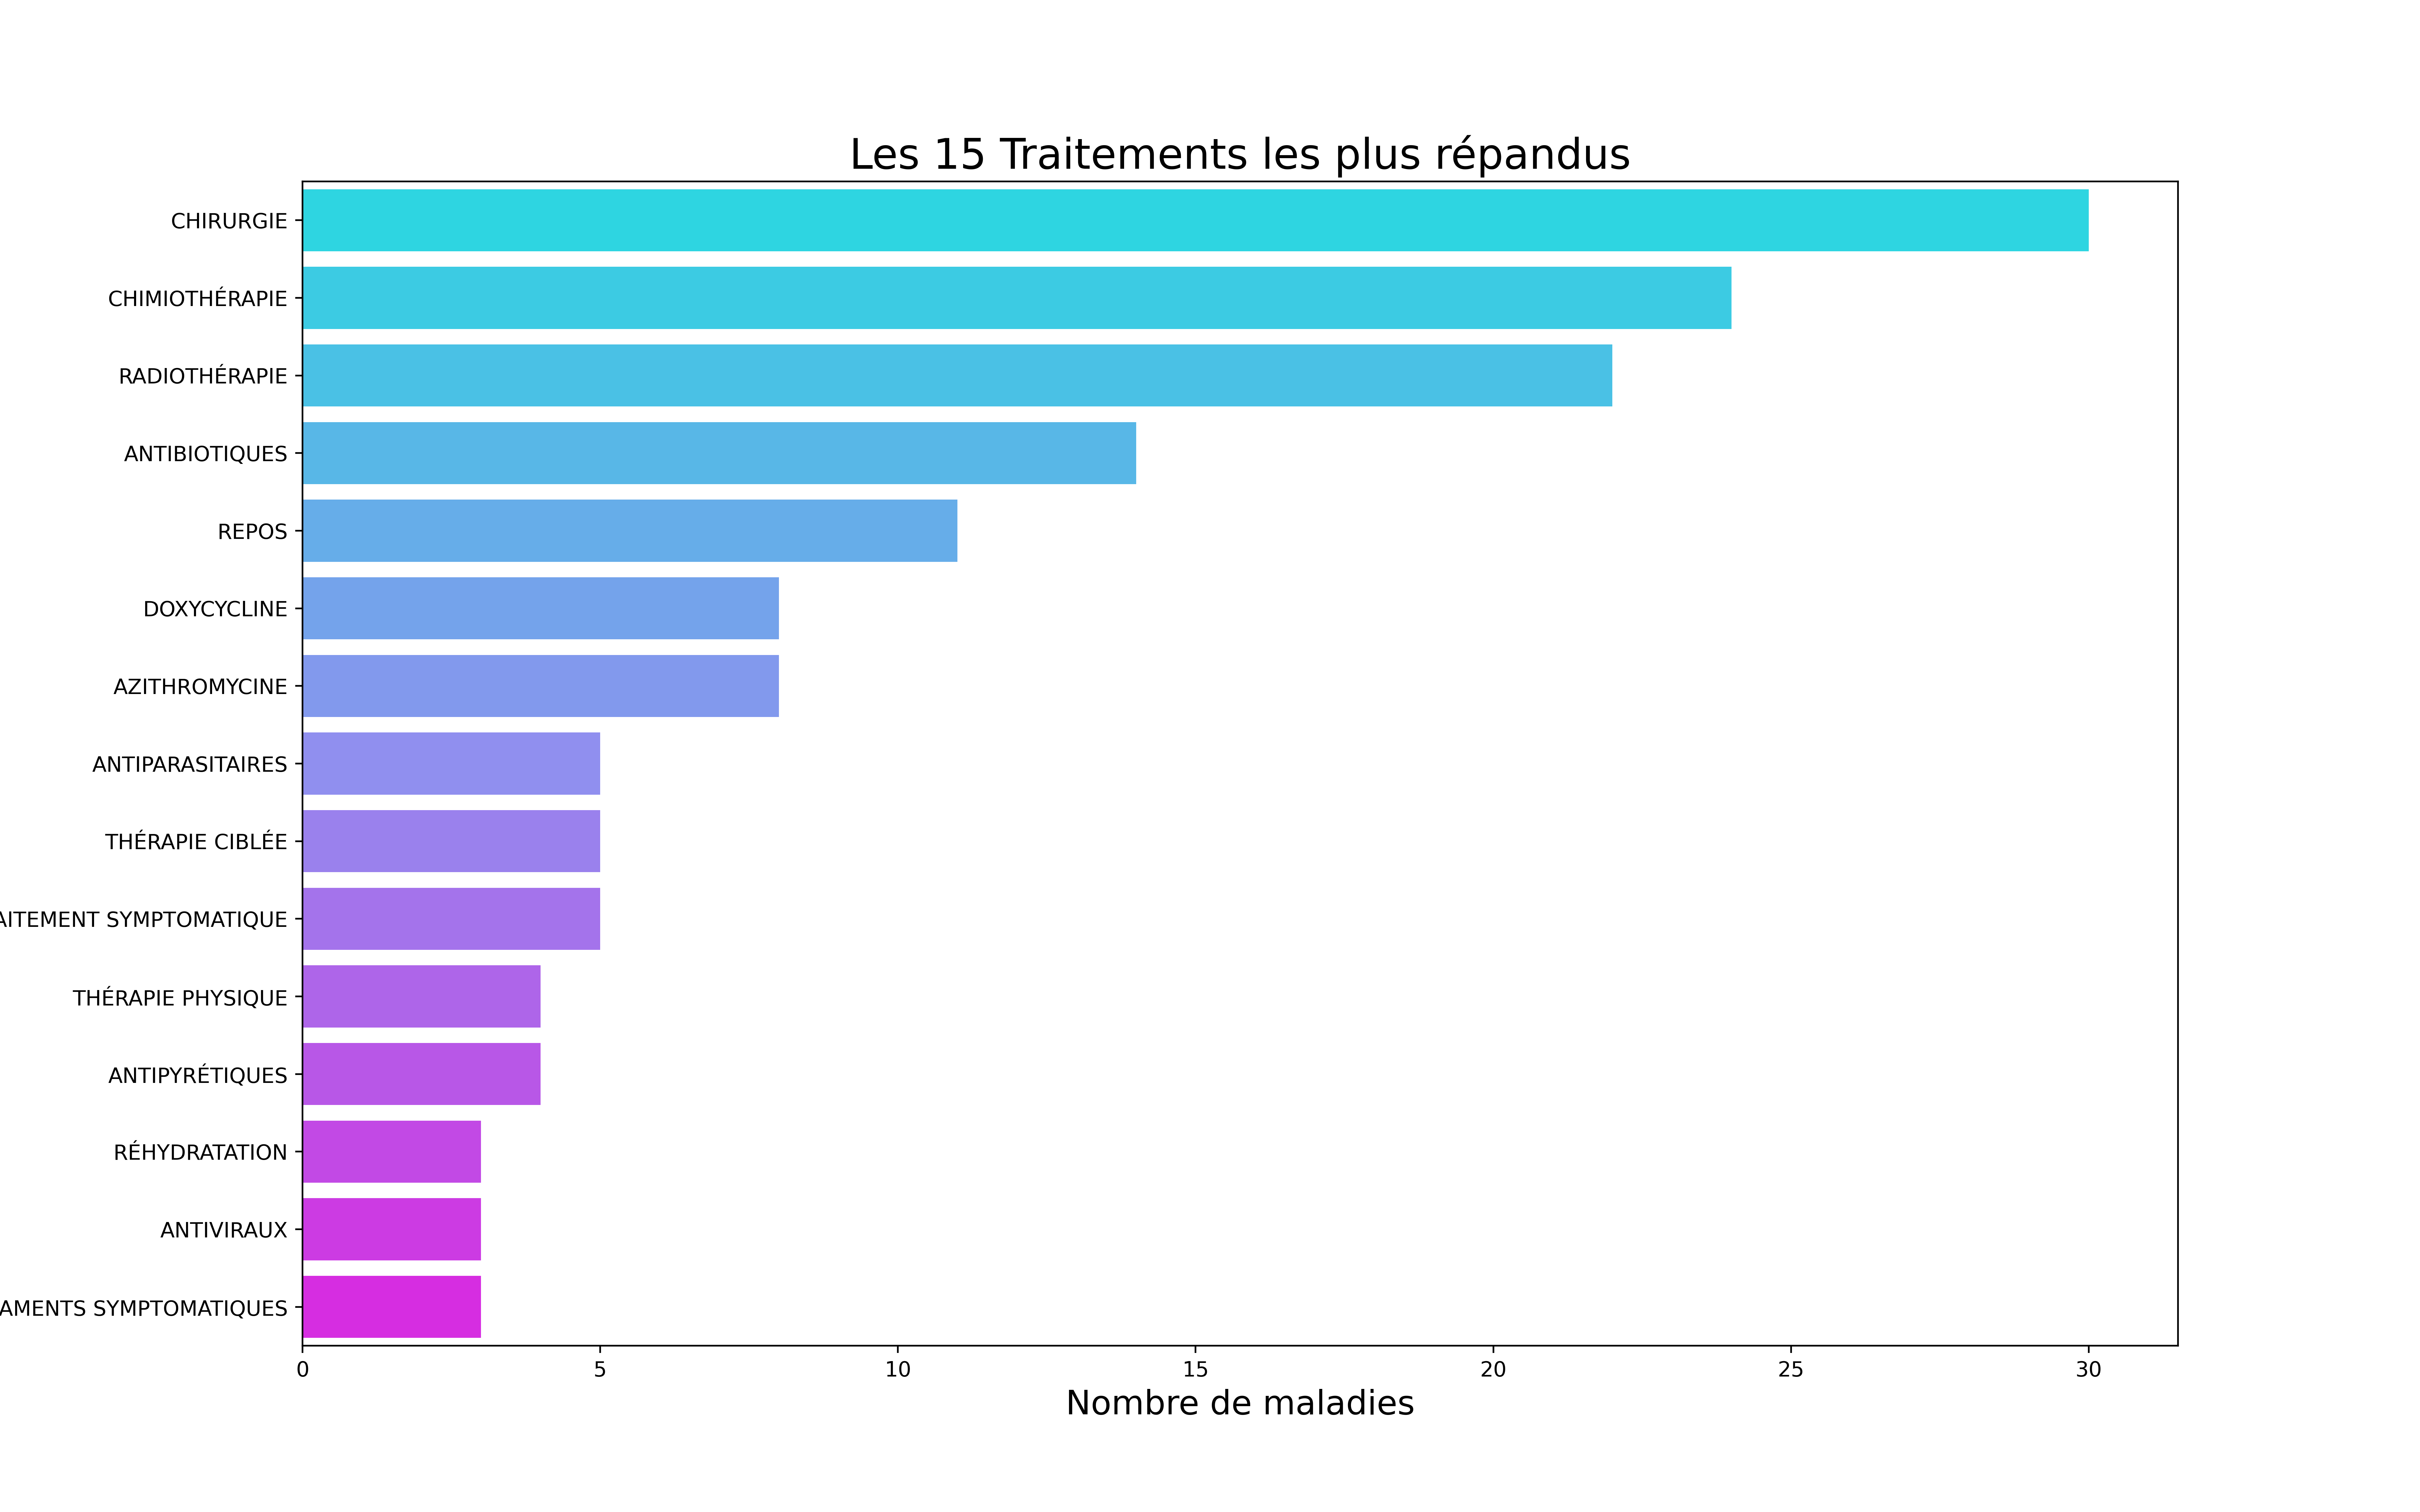 Les 15 Traitements les plus répandus
CHIRURGIE
CHIMIOTHÉRAPIE
RADIOTHÉRAPIE
ANTIBIOTIQUES
REPOS
DOXYCYCLINE
AZITHROMYCINE
ANTIPARASITAIRES
THÉRAPIE CIBLÉE
AITEMENT SYMPTOMATIQUE
THÉRAPIE PHYSIQUE
ANTIPYRÉTIQUES
RÉHYDRATATION
ANTIVIRAUX
AMENTS SYMPTOMATIQUES
0 5 10 15 20 25 30
Nombre de maladies